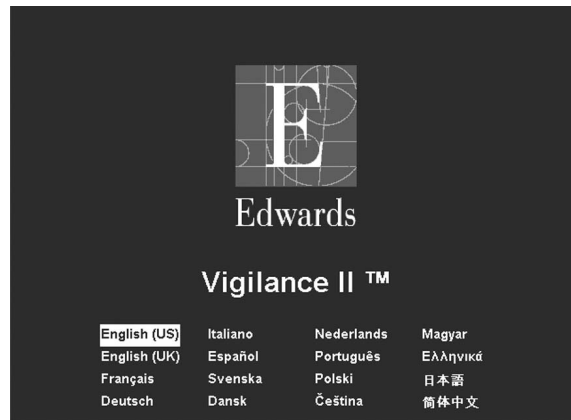 E
Edwards
Vigilance II ™
English (US) Italiano Nederlands Magyar
English (UK) Español Português Ελληνικά
Français Svenska Polski 日本語
Deutsch Dansk Čeština 简体中文